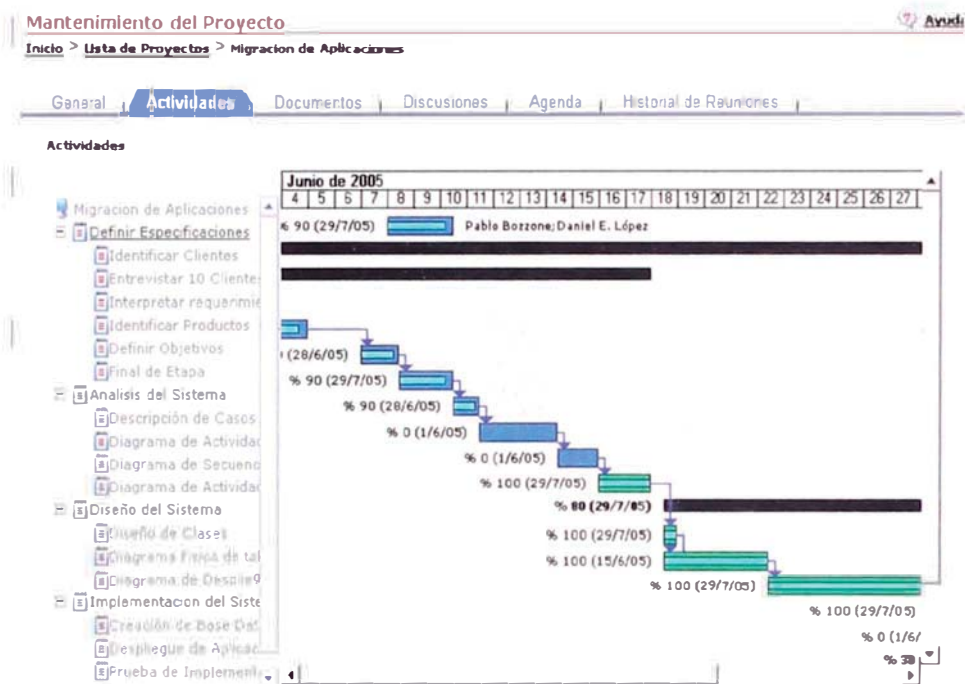 Mantenimiento del Proyecto
Ayuda
Inicio > Lista de Proyectos > Migracion de Aplicaciones
General Actividades Documentos Discusiones Agenda Historial de Reuniones
Actividades
Junio de 2005
4 5 6 7 8 9 10 11 12 13 14 15 16 17 18 19 20 21 22 23 24 25 26 27
Migracion de Aplicaciones
% 90 (29/7/05) Pablo Bozzone; Daniel E. López
Definir Especificaciones
Identificar Clientes
Entrevistar 10 Cliente
Interpretar requerimie
Identificar Productos
Definir Objetivos
(28/6/05)
Final de Etapa
% 90 (29/7/05)
Analisis del Sistema
% 90 (28/6/05)
Descripción de Casos
Diagrama de Actividad
% 0 (1/6/05)
Diagrama de Secuenc
% 0 (1/6/05)
Diagrama de Actividad
% 100 (29/7/05)
Diseño del Sistema
% 80 (29/7/05)
Diseño de Clases
% 100 (29/7/05)
Diagrama Fisica de tal
% 100 (15/6/05)
Diagrama de Despileg
% 100 (29/7/05)
Implementacion del Siste
% 100 (29/7/05)
Creación de Base Dat
% 0 (1/6/
Despliegue de Aplicac
Prueba de Implement